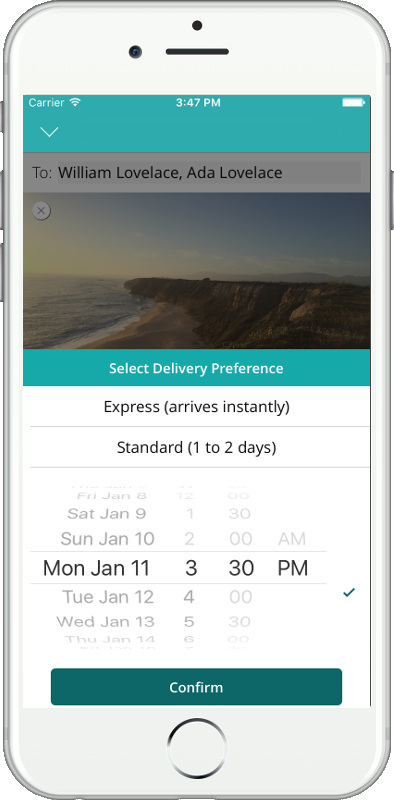 Carrier 3:47 PM
To: William Lovelace, Ada Lovelace
Select Delivery Preference
Express (arrives instantly)
Standard (1 to 2 days)
Fri Jan 8 12 00
Sat Jan 9 1 30
Sun Jan 10 2 00 AM
Mon Jan 11 3 30 PM
Tue Jan 12 4 00
Wed Jan 13 5 30
Thu Jan 14 6 00
Confirm